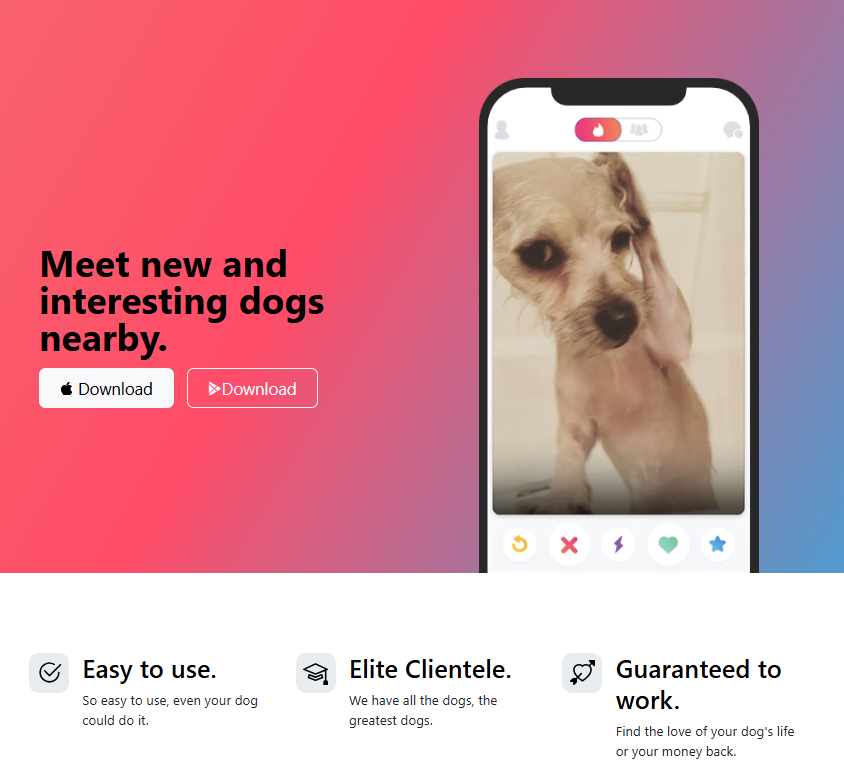 Meet new and
interesting dogs
nearby.
Download
Download
Easy to use.
So easy to use, even your dog
could do it.
Elite Clientele.
We have all the dogs, the
greatest dogs.
Guaranteed to
work.
Find the love of your dog's life
or your money back.